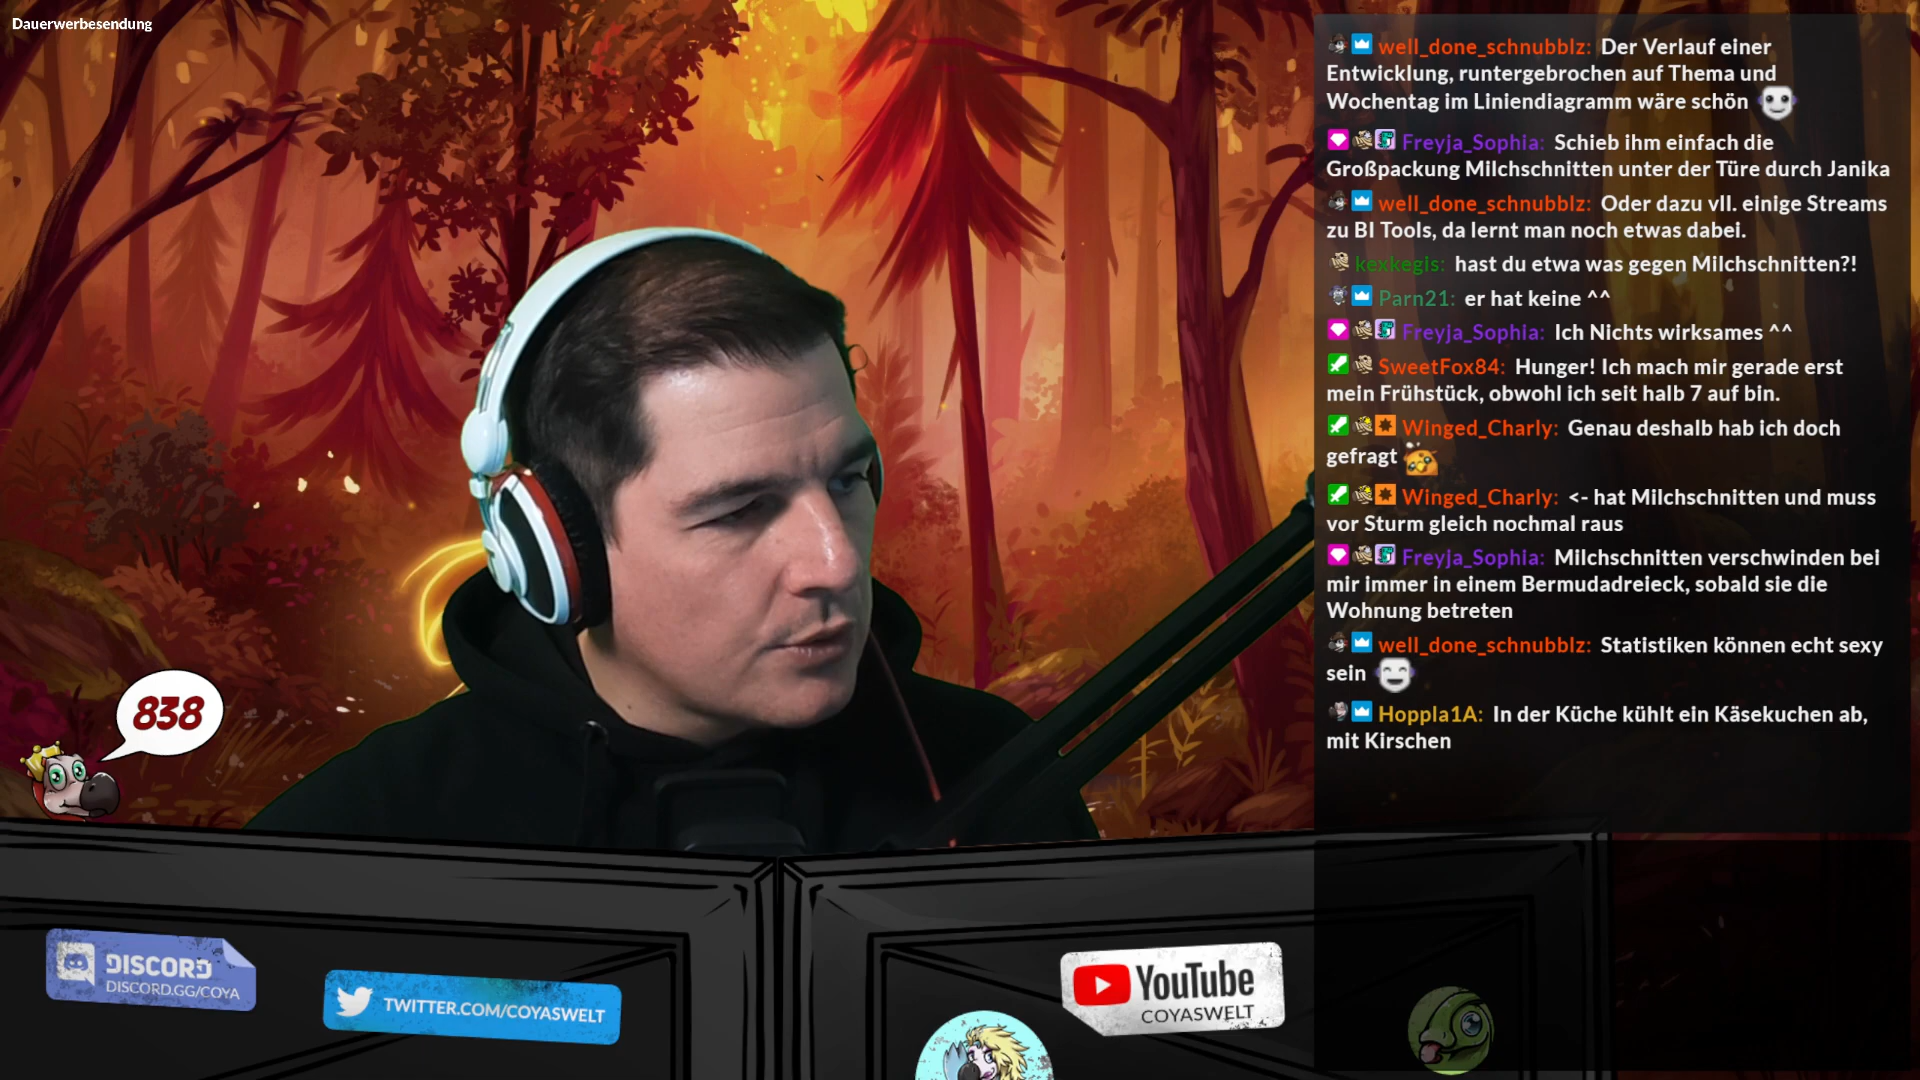 Dauerwerbesendung
well_done_schnubblz: Der Verlauf einer
Entwicklung, runtergebrochen auf Thema und
Wochentag im Liniendiagramm wäre schön
Freyja_Sophia: Schieb ihm einfach die
Großpackung Milchschnitten unter der Türe durch Janika
well_done_schnubblz: Oder dazu vll. einige Streams
zu BI Tools, da lernt man noch etwas dabei.
kexkegis: hast du etwa was gegen Milchschnitten?!
Parn21: er hat keine ^^
Freyja_Sophia: Ich Nichts wirksames ^^
SweetFox84: Hunger! Ich mach mir gerade erst
mein Frühstück, obwohl ich seit halb 7 auf bin.
Winged_Charly: Genau deshalb hab ich doch
gefragt
Winged_Charly: <- hat Milchschnitten und muss
vor Sturm gleich nochmal raus
Freyja_Sophia: Milchschnitten verschwinden bei
mir immer in einem Bermudadreieck, sobald sie die
Wohnung betreten
well_done_schnubblz: Statistiken können echt sexy
sein
Hoppla1A: In der Küche kühlt ein Käsekuchen ab,
mit Kirschen
838
DISCORD
DISCORD.GG/COYA
TWITTER.COM/COYASWELT
YouTube
COYASWELT